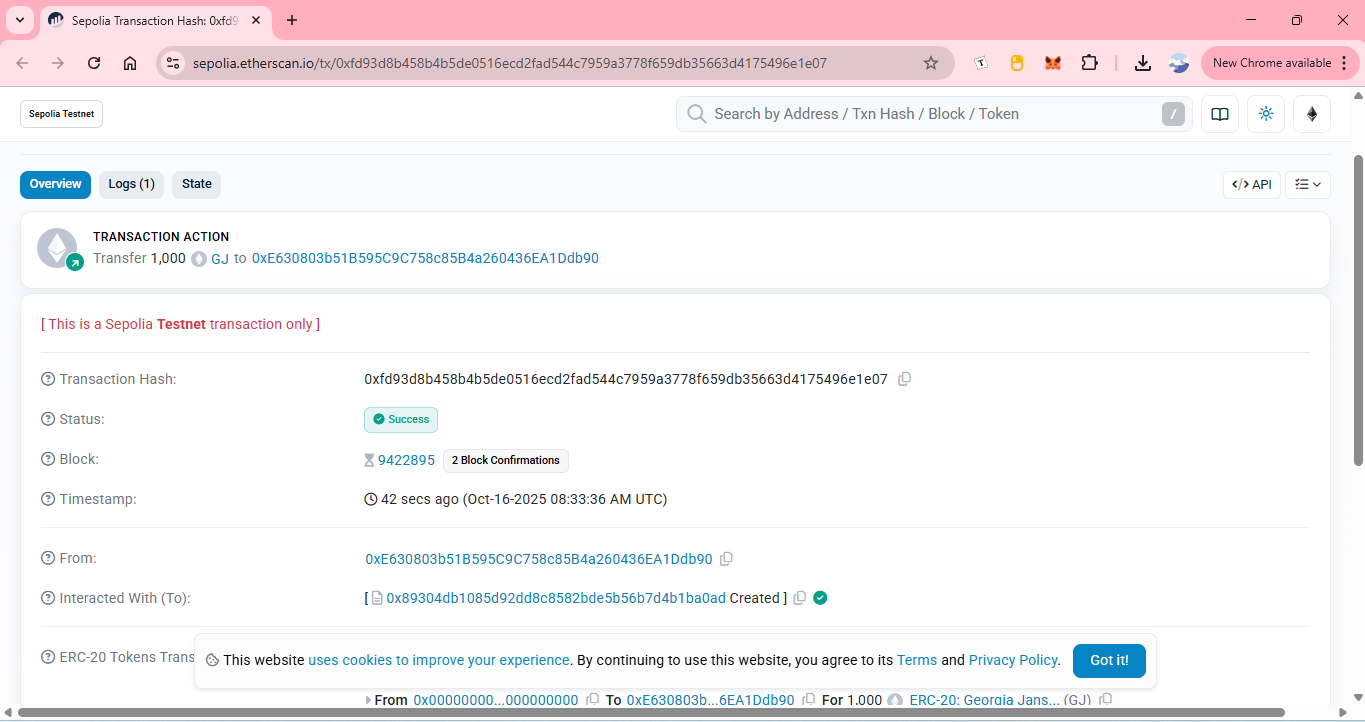 Sepolia Transaction Hash: 0xfd9
sepolia.etherscan.io/tx/0xfd93d8b458b4b5de0516ecd2fad544c7959a3778f659db35663d4175496e1e07
New Chrome available
Sepolia Testnet
Search by Address / Txn Hash / Block / Token
/
Overview
Logs (1)
State
</> API
TRANSACTION ACTION
Transfer 1,000 GJ to 0xE630803b51B595C9C758c85B4a260436EA1Ddb90
[ This is a Sepolia Testnet transaction only ]
Transaction Hash:
0xfd93d8b458b4b5de0516ecd2fad544c7959a3778f659db35663d4175496e1e07
Status:
Success
Block:
9422895
2 Block Confirmations
Timestamp:
42 secs ago (Oct-16-2025 08:33:36 AM UTC)
From:
0xE630803b51B595C9C758c85B4a260436EA1Ddb90
Interacted With (To):
[ 0x89304db1085d92dd8c8582bde5b56b7d4b1ba0ad Created ]
ERC-20 Tokens Trans
This website uses cookies to improve your experience. By continuing to use this website, you agree to its Terms and Privacy Policy.
Got it!
From 0x00000000...000000000 To 0xE630803b...6EA1Ddb90 For 1,000 ERC-20: Georgia Jans... (GJ)